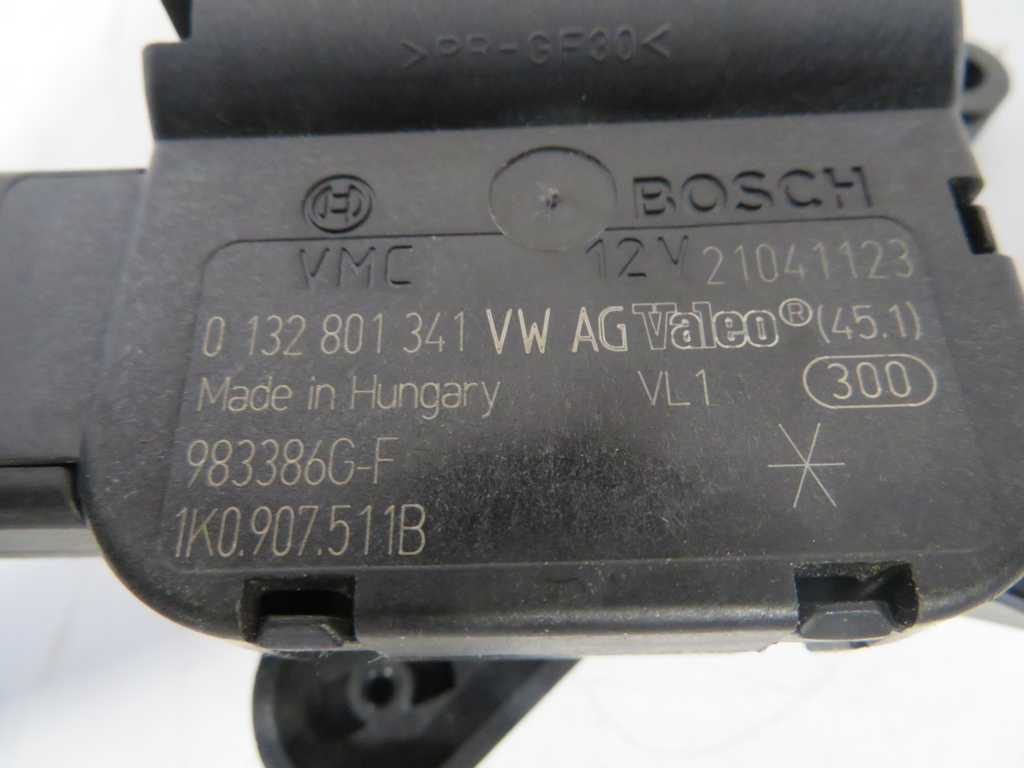 >PP-GF30<
BOSCH
VMC 12V 21041123
0 132 801 341 VW AG Valeo® (45.1)
Made in Hungary VL1 300
983386G-F
1K0.907.511B